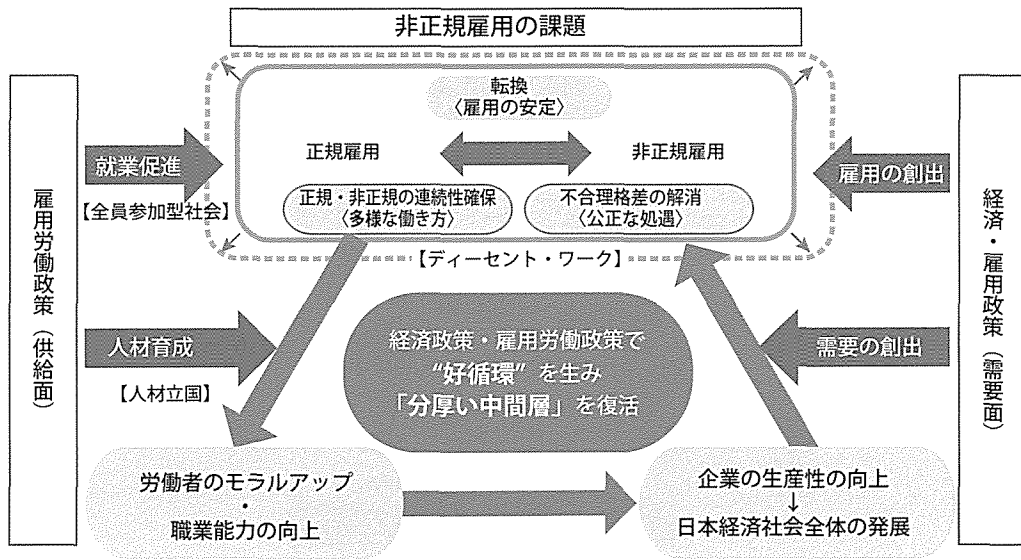 非正規雇用の課題
転換
〈雇用の安定〉
正規雇用
非正規雇用
正規・非正規の連続性確保
〈多様な働き方〉
不合理格差の解消
〈公正な処遇〉
【ディーセント・ワーク】
雇用労働政策（供給面）
就業促進
【全員参加型社会】
人材育成
【人材立国】
経済・雇用政策（需要面）
雇用の創出
需要の創出
経済政策・雇用労働政策で
“好循環”を生み
「分厚い中間層」を復活
労働者のモラルアップ
・
職業能力の向上
企業の生産性の向上
↓
日本経済社会全体の発展